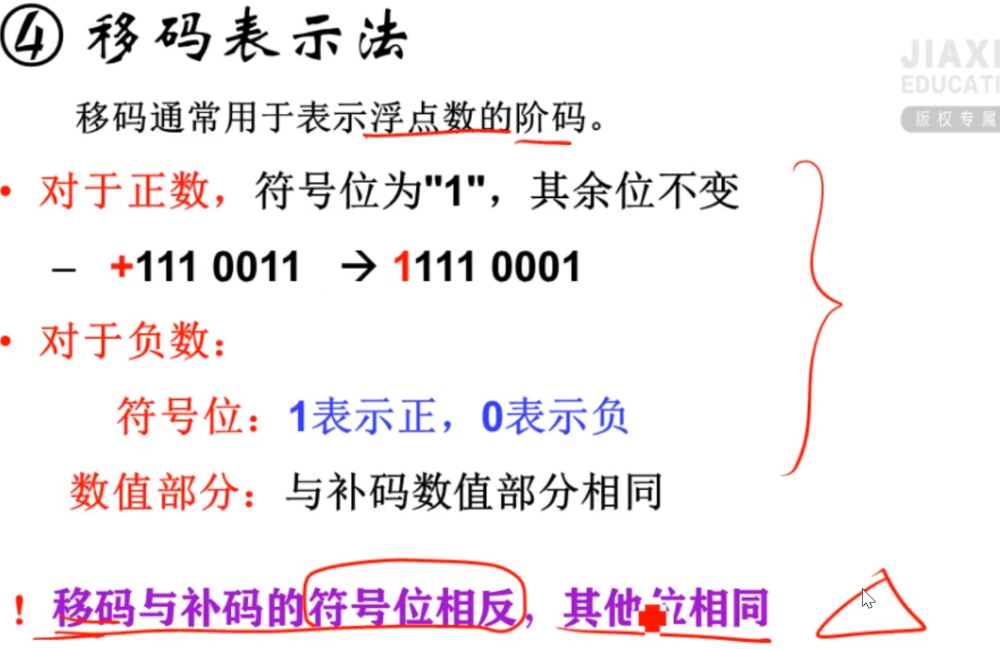 ④ 移码表示法
JIAXI
EDUCATI
版权专属
移码通常用于表示浮点数的阶码。
• 对于正数，符号位为"1"，其余位不变
– +111 0011 → 1111 0001
• 对于负数：
符号位：1表示正，0表示负
数值部分：与补码数值部分相同
！移码与补码的符号位相反，其他位相同